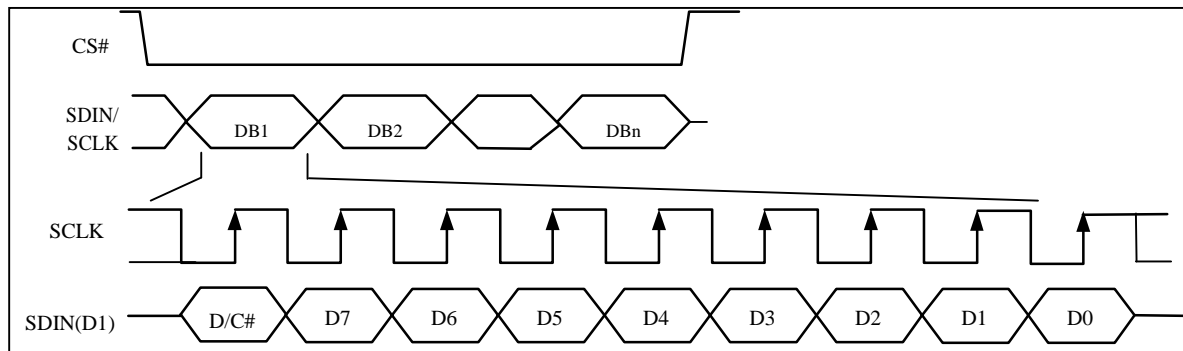 CS#
SDIN/
SCLK
DB1 DB2 DBn
SCLK
SDIN(D1) D/C# D7 D6 D5 D4 D3 D2 D1 D0